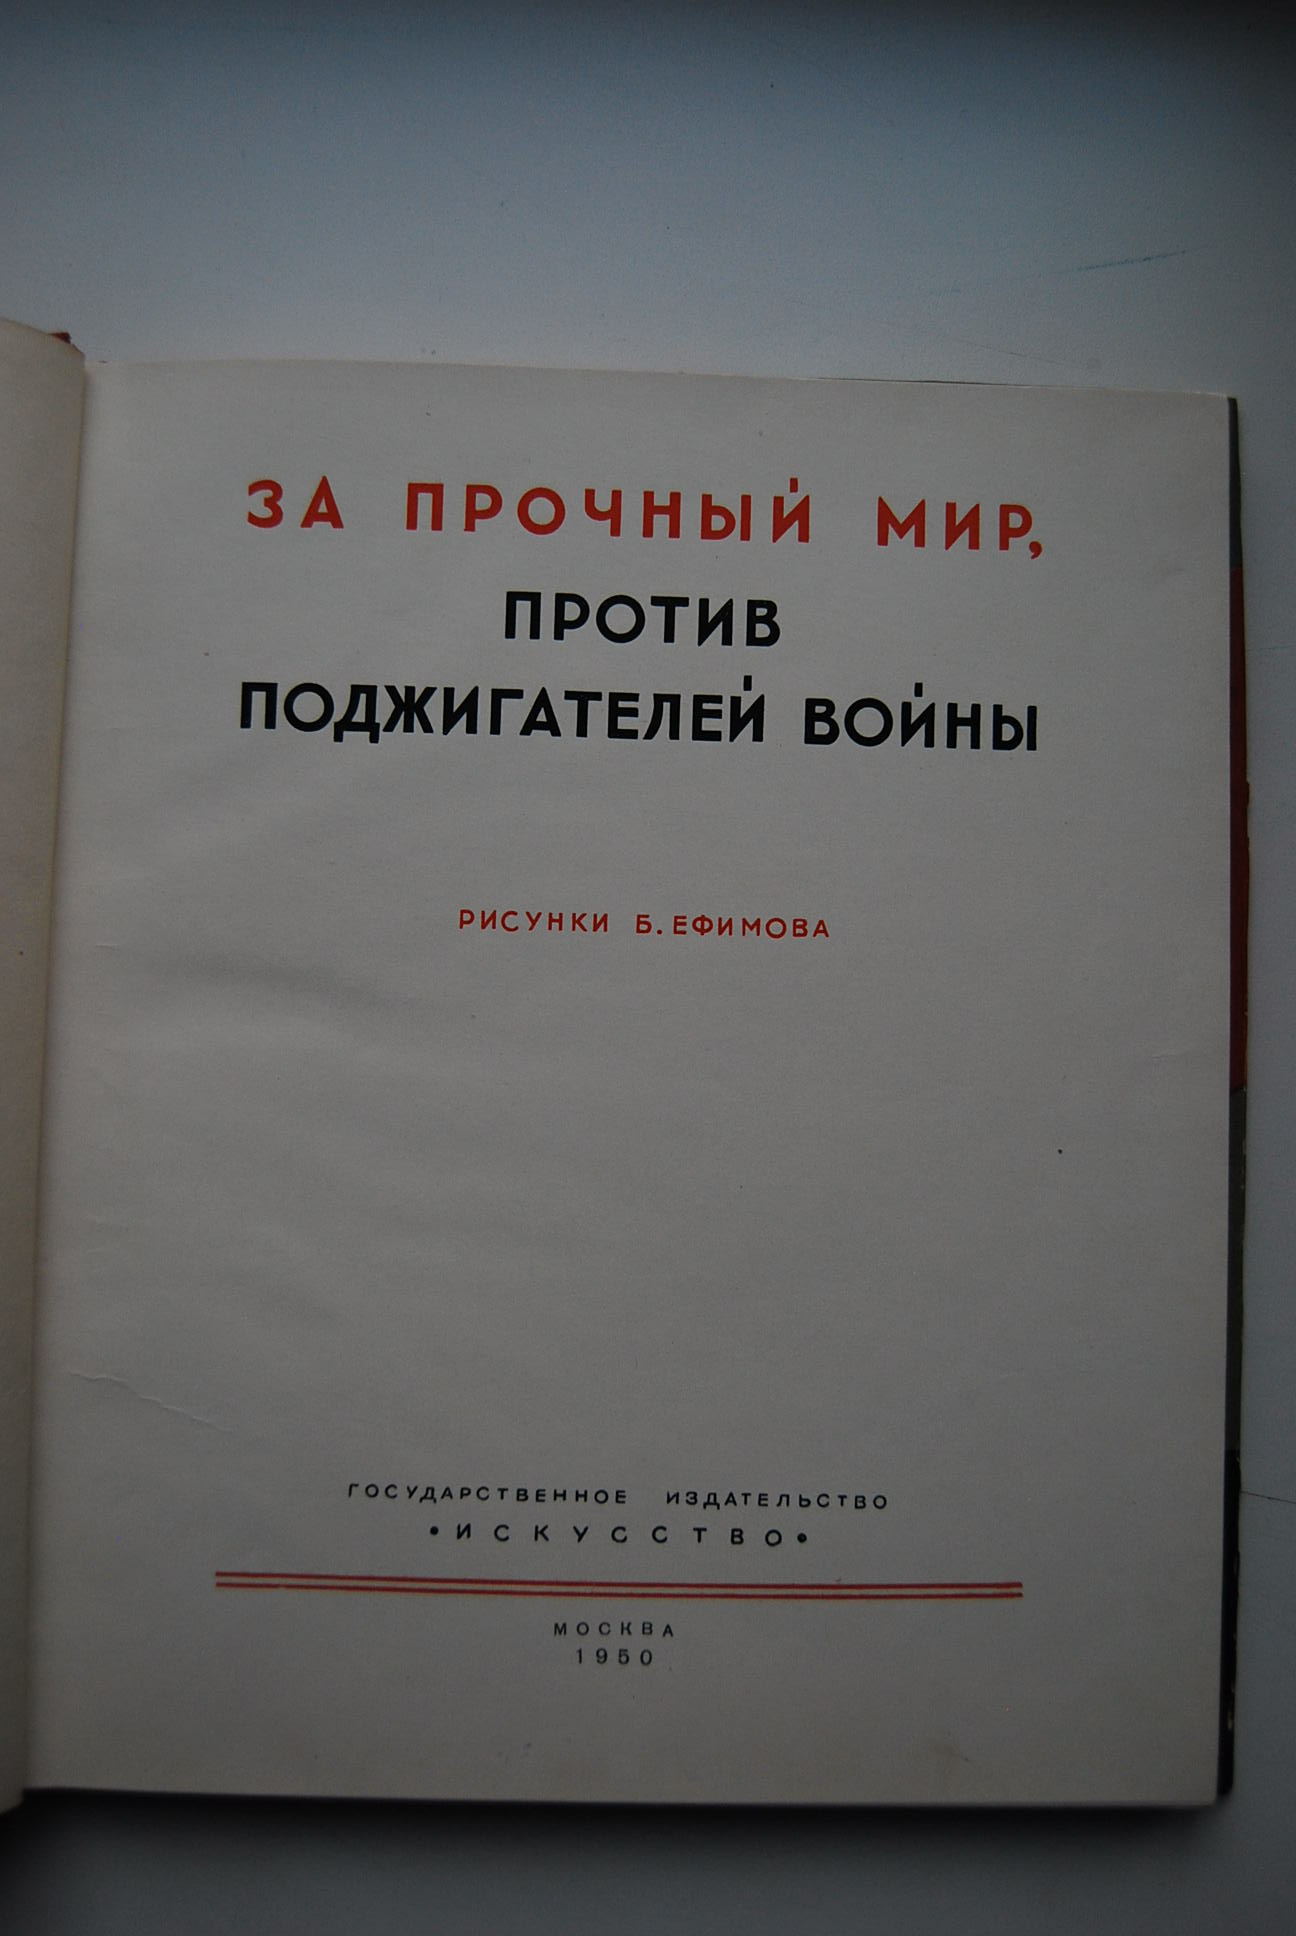 ЗА ПРОЧНЫЙ МИР,
ПРОТИВ
ПОДЖИГАТЕЛЕЙ ВОЙНЫ
РИСУНКИ Б. ЕФИМОВА
ГОСУДАРСТВЕННОЕ ИЗДАТЕЛЬСТВО
•ИСКУССТВО•
МОСКВА
1950